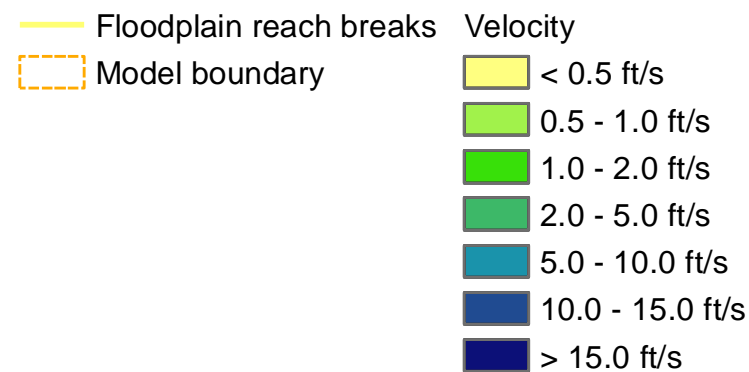 Floodplain reach breaks
Model boundary
Velocity
< 0.5 ft/s
0.5 - 1.0 ft/s
1.0 - 2.0 ft/s
2.0 - 5.0 ft/s
5.0 - 10.0 ft/s
10.0 - 15.0 ft/s
> 15.0 ft/s